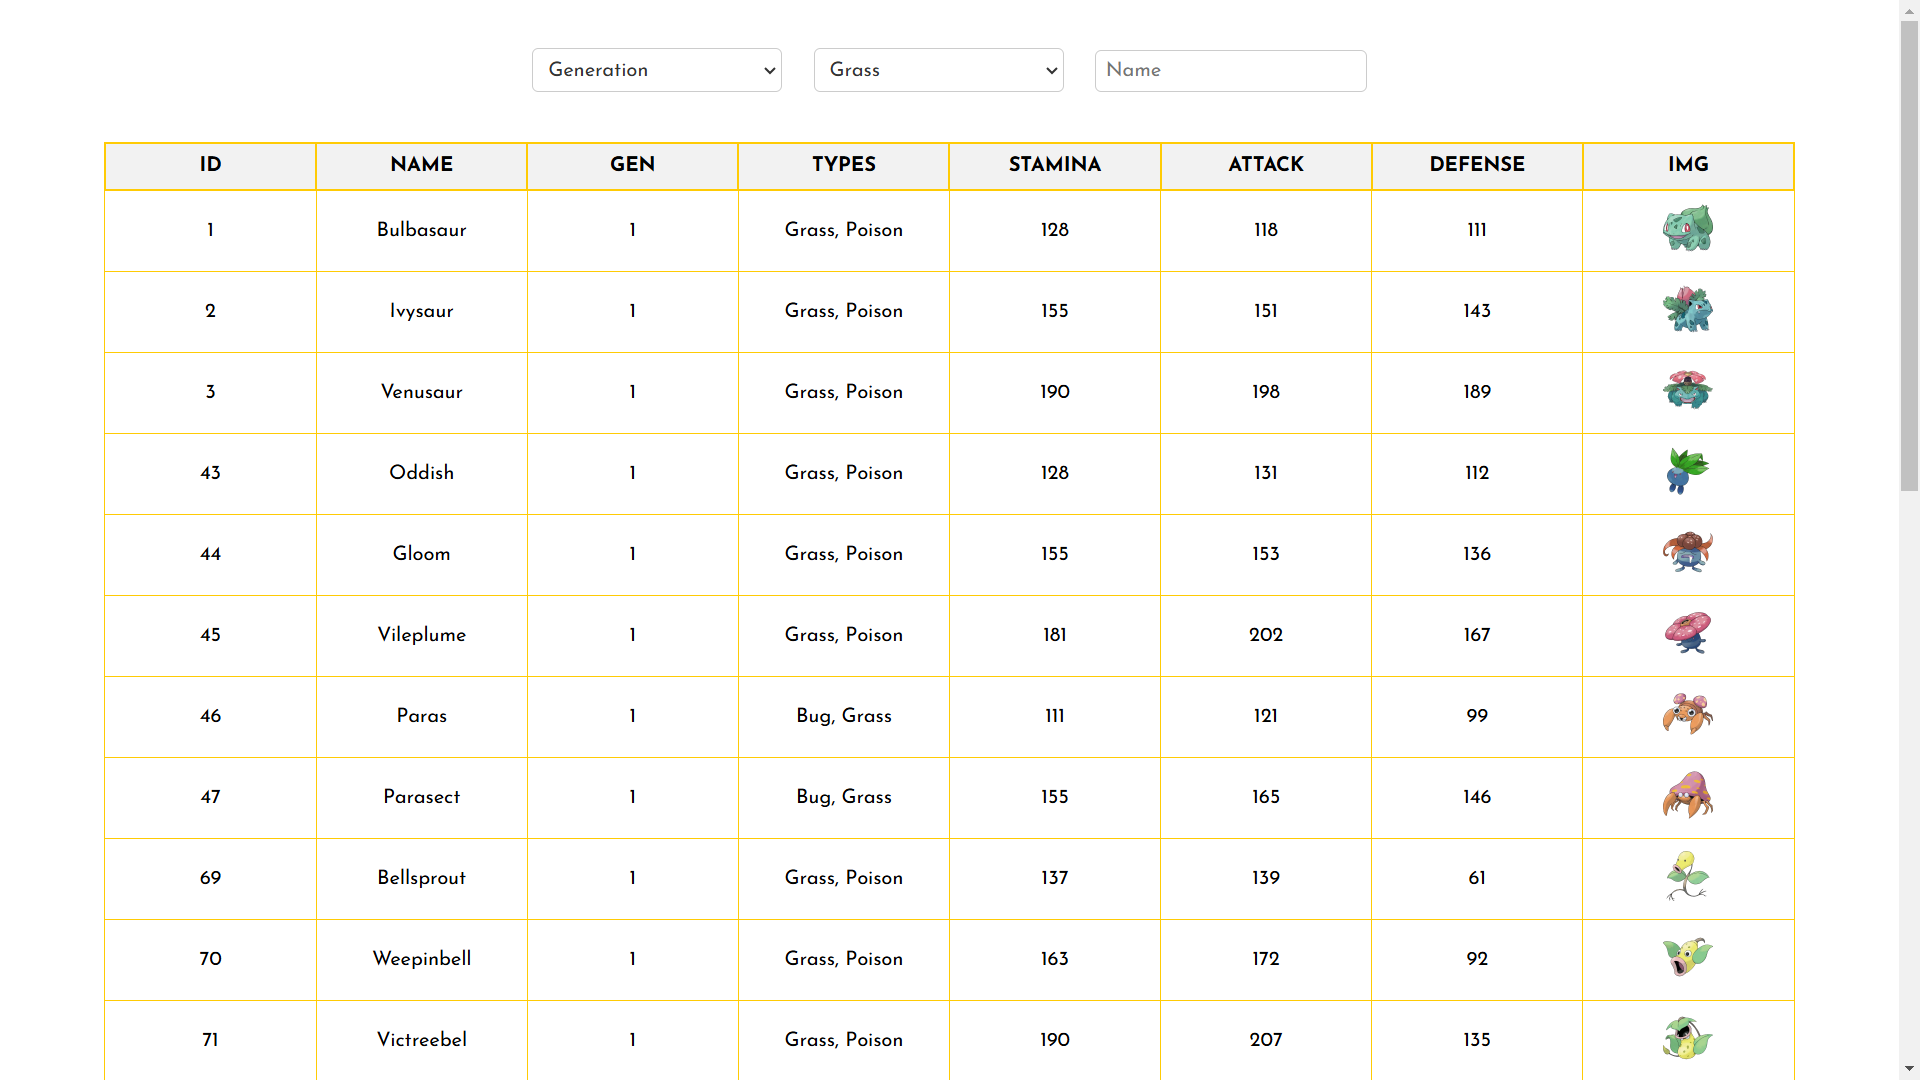 Generation Grass Name
ID NAME GEN TYPES STAMINA ATTACK DEFENSE IMG
1 Bulbasaur 1 Grass, Poison 128 118 111
2 Ivysaur 1 Grass, Poison 155 151 143
3 Venusaur 1 Grass, Poison 190 198 189
43 Oddish 1 Grass, Poison 128 131 112
44 Gloom 1 Grass, Poison 155 153 136
45 Vileplume 1 Grass, Poison 181 202 167
46 Paras 1 Bug, Grass 111 121 99
47 Parasect 1 Bug, Grass 155 165 146
69 Bellsprout 1 Grass, Poison 137 139 61
70 Weepinbell 1 Grass, Poison 163 172 92
71 Victreebel 1 Grass, Poison 190 207 135